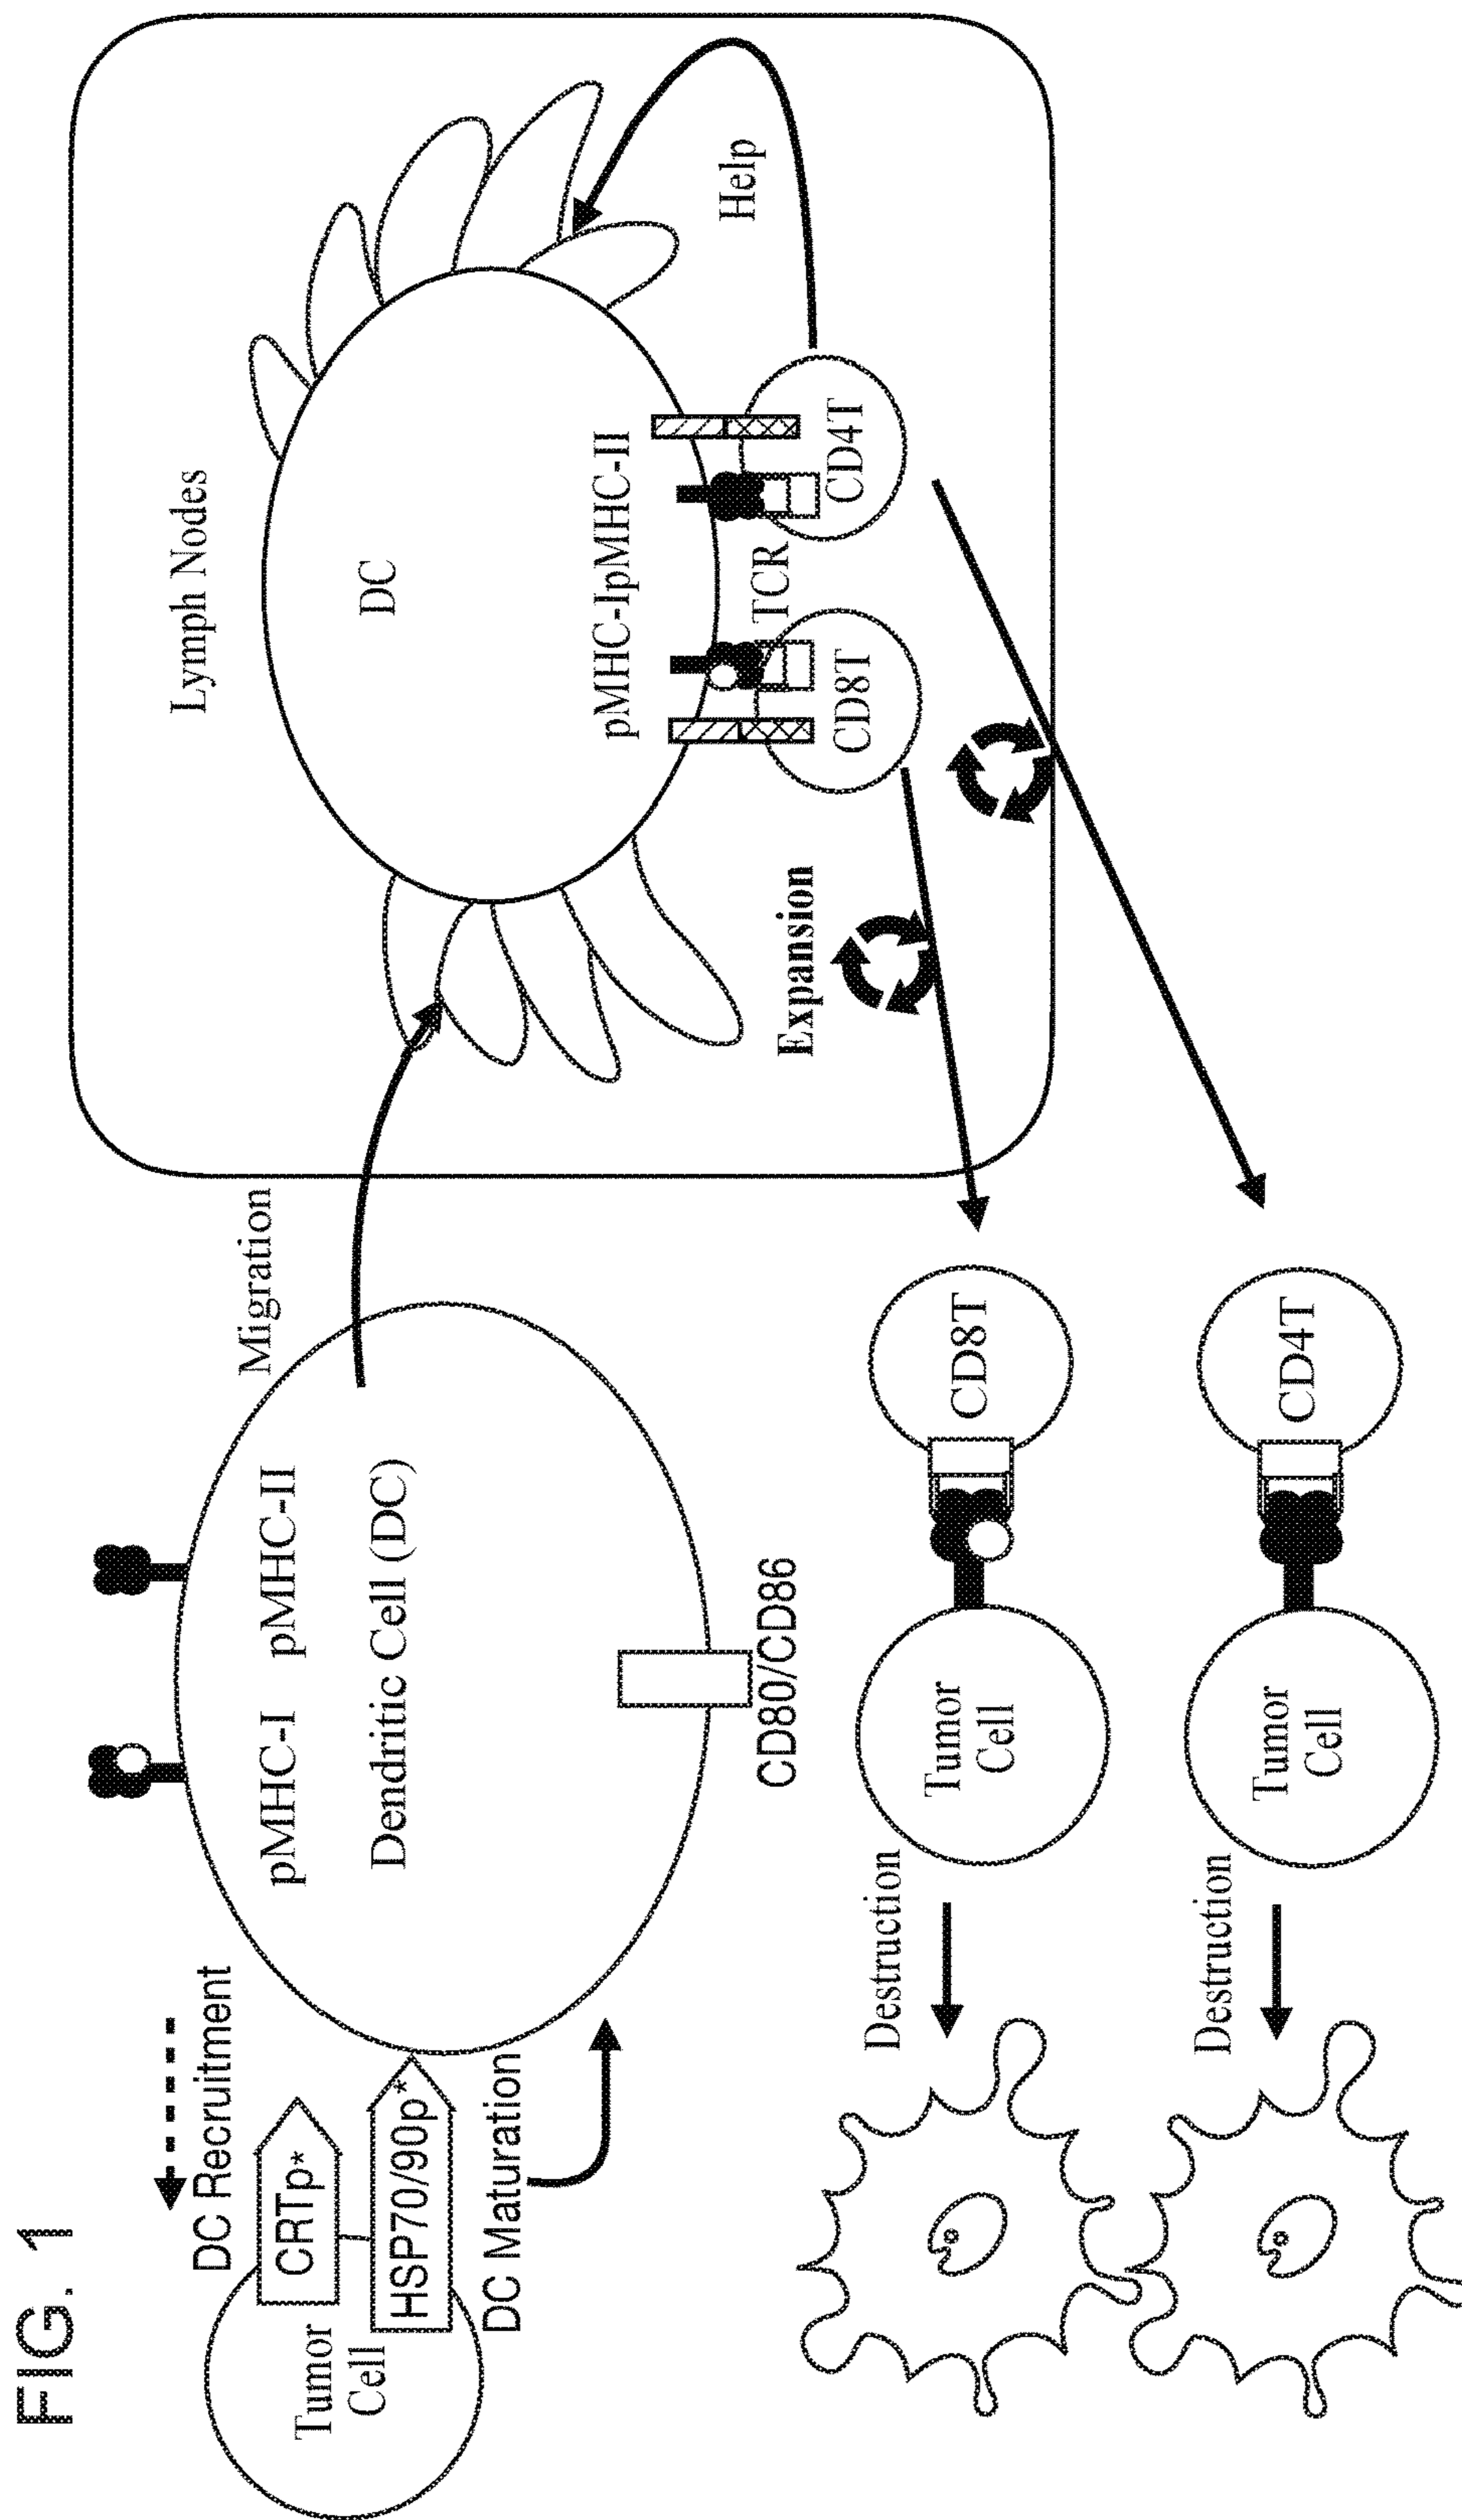 FIG. 1
DC Recruitment
CRTp*
HSP70/90p*
Tumor
Cell
DC Maturation
pMHC-I
pMHC-II
Dendritic Cell (DC)
CD80/CD86
Migration
Lymph Nodes
DC
pMHC-IpMHC-II
TCR
CD8T
CD4T
Help
Expansion
Destruction
Tumor
Cell
CD8T
Destruction
Tumor
Cell
CD4T